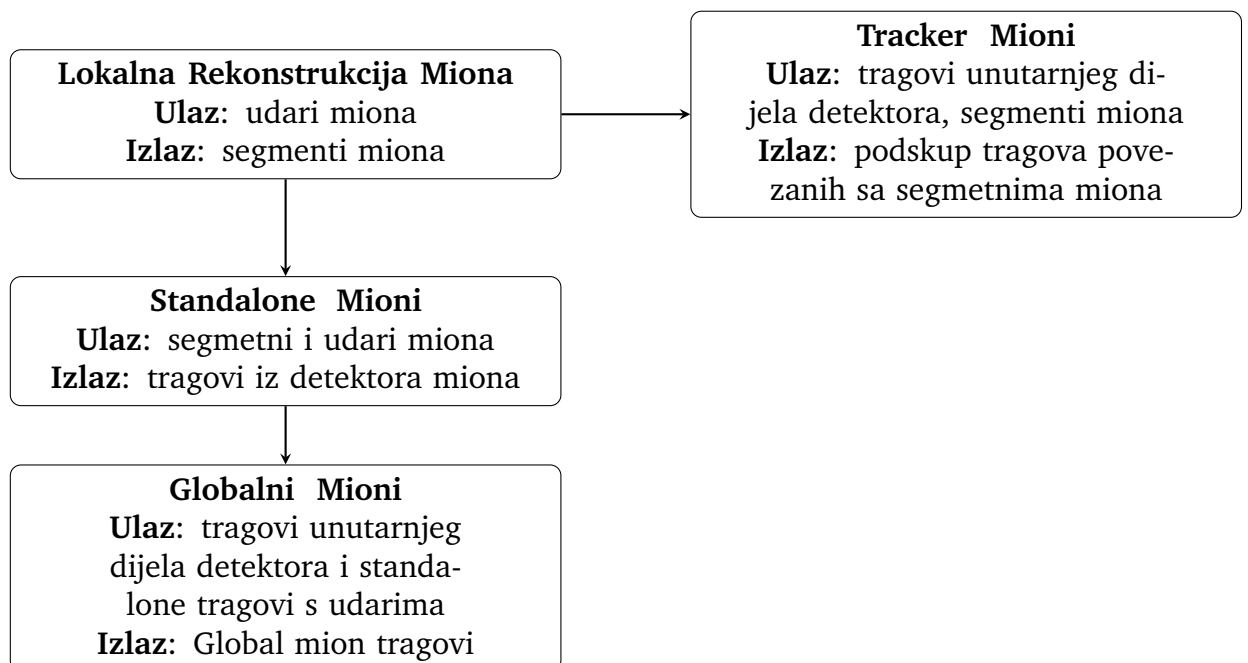 Lokalna Rekonstrukcija Miona
Ulaz: udari miona
Izlaz: segmenti miona
Tracker Mioni
Ulaz: tragovi unutarnjeg di-
jela detektora, segmenti miona
Izlaz: podskup tragova pove-
zanih sa segmetnima miona
Standalone Mioni
Ulaz: segmetni i udari miona
Izlaz: tragovi iz detektora miona
Globalni Mioni
Ulaz: tragovi unutarnjeg
dijela detektora i standa-
lone tragovi s udarima
Izlaz: Global mion tragovi